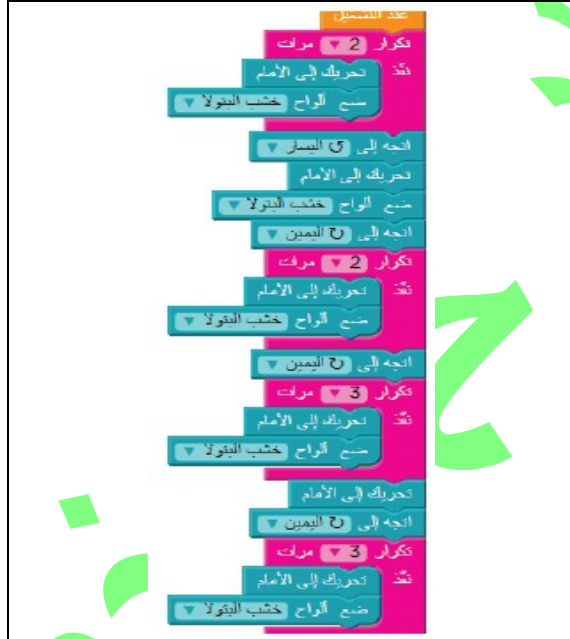 عند التشغيل
تكرار 2 مرات
نفّذ تحريك إلى الأمام
ضع ألواح خشب البتولا
اتجه إلى اليسار
تحريك إلى الأمام
ضع ألواح خشب البتولا
اتجه إلى اليمين
تكرار 2 مرات
نفّذ تحريك إلى الأمام
ضع ألواح خشب البتولا
اتجه إلى اليمين
تكرار 3 مرات
نفّذ تحريك إلى الأمام
ضع ألواح خشب البتولا
تحريك إلى الأمام
اتجه إلى اليمين
تكرار 3 مرات
نفّذ تحريك إلى الأمام
ضع ألواح خشب البتولا